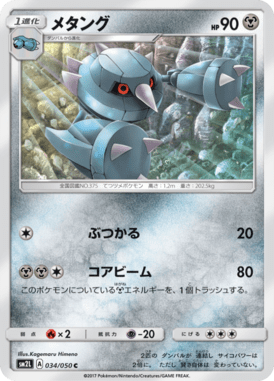 1進化 メタング HP90
ダンバルから進化
全国図鑑NO.375 てつツメポケモン 高さ：1.2m 重さ：202.5kg
ぶつかる 20
コアビーム 80
このポケモンについているエネルギーを、1個トラッシュする。
弱点 ×2 抵抗力 -20 にげる
Illus.Kagemaru Himeno
SM2L A 034/050 C
2匹の ダンバルが 連結し サイコパワーは
©2017 Pokémon/Nintendo/Creatures/GAME FREAK.